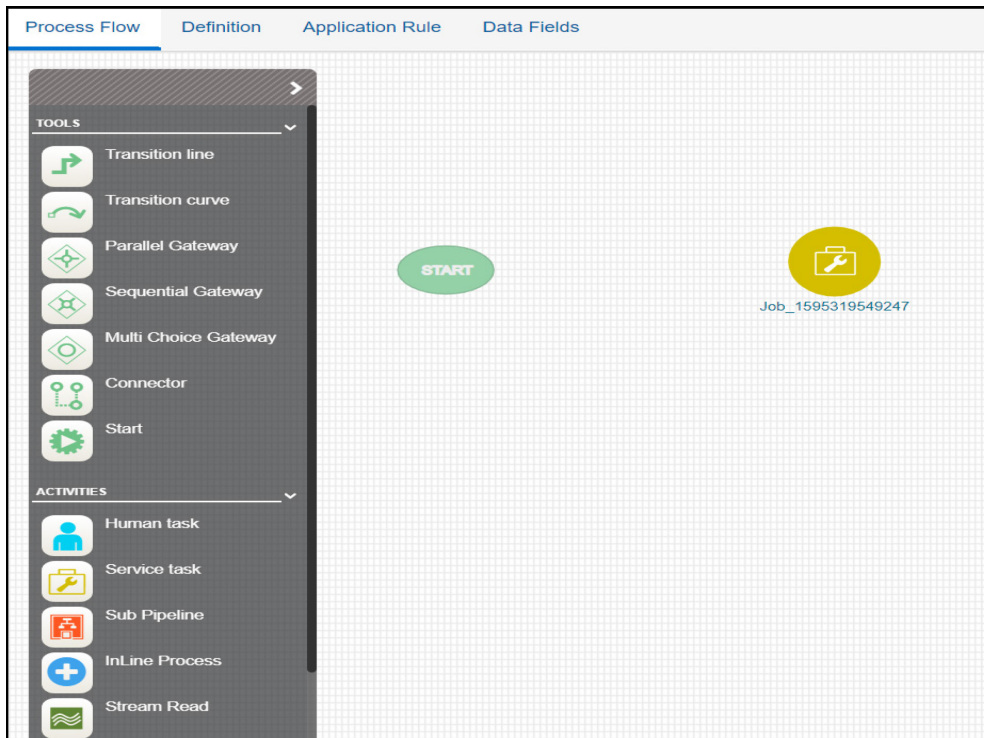 Process Flow Definition Application Rule Data Fields
TOOLS
Transition line
Transition curve
Parallel Gateway
Sequential Gateway
Multi Choice Gateway
Connector
Start
ACTIVITIES
Human task
Service task
Sub Pipeline
InLine Process
Stream Read
START
Job_1595319549247